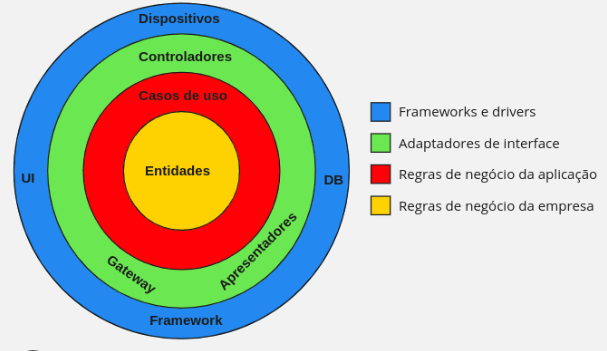 Dispositivos
Controladores
Casos de uso
Entidades
UI
DB
Gateway
Apresentadores
Framework
Frameworks e drivers
Adaptadores de interface
Regras de negócio da aplicação
Regras de negócio da empresa